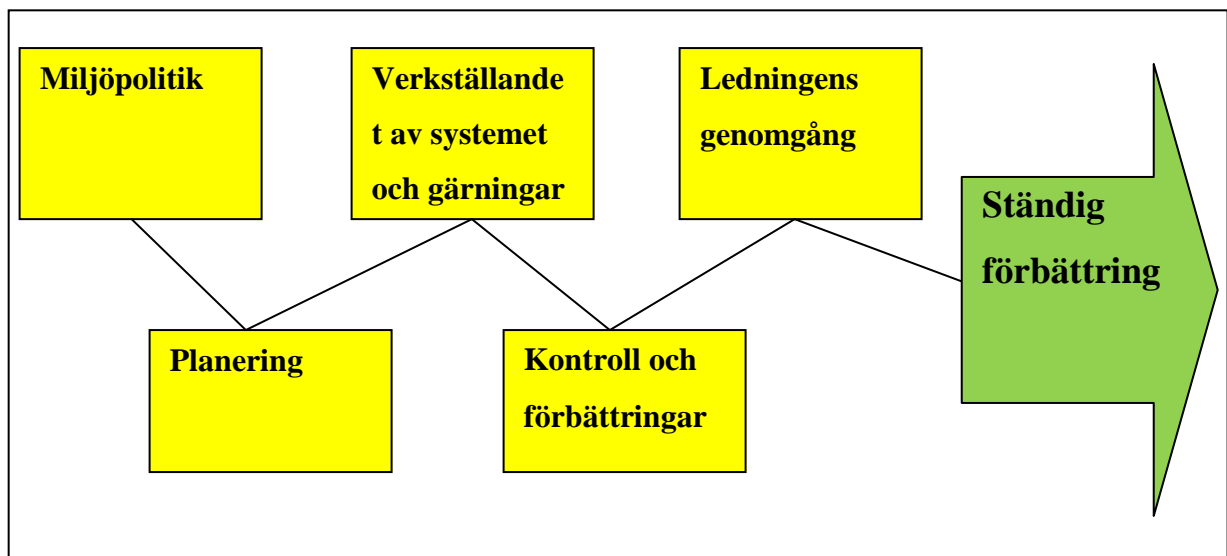 Miljöpolitik
Verkställande
t av systemet
och gärningar
Ledningens
genomgång
Ständig
förbättring
Planering
Kontroll och
förbättringar